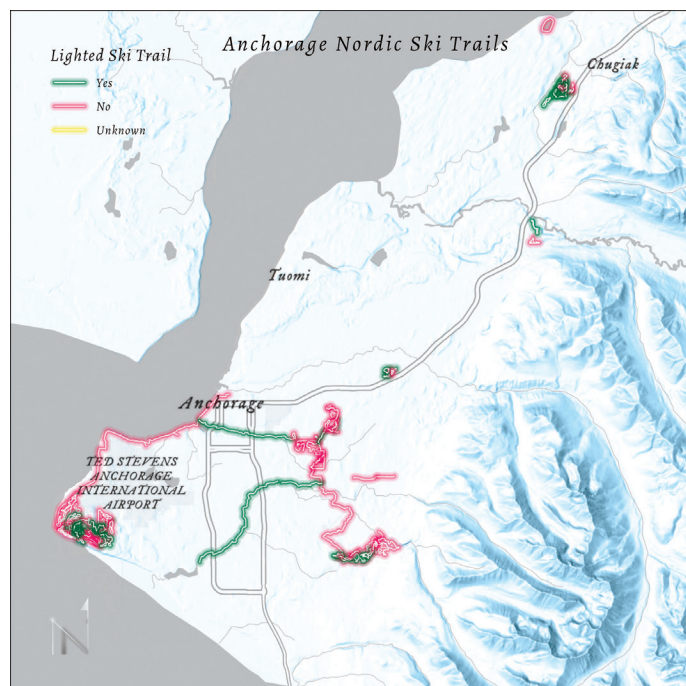 Anchorage Nordic Ski Trails
Lighted Ski Trail
Yes
No
Unknown
Chugiak
Tuomi
Anchorage
TED STEVENS
ANCHORAGE
INTERNATIONAL
AIRPORT
N